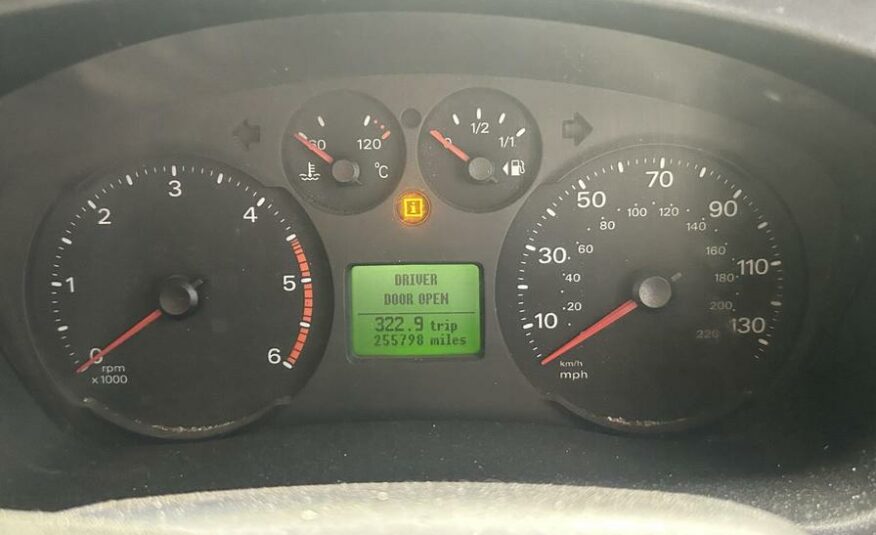 60 120
°C
0 1/2 1/1
i
0 1 2 3 4 5 6
rpm
x1000
DRIVER
DOOR OPEN
322.9 trip
255798 miles
10 30 50 70 90 110 130
20 40 60 80 100 120 140 160 180 200 220
km/h
mph